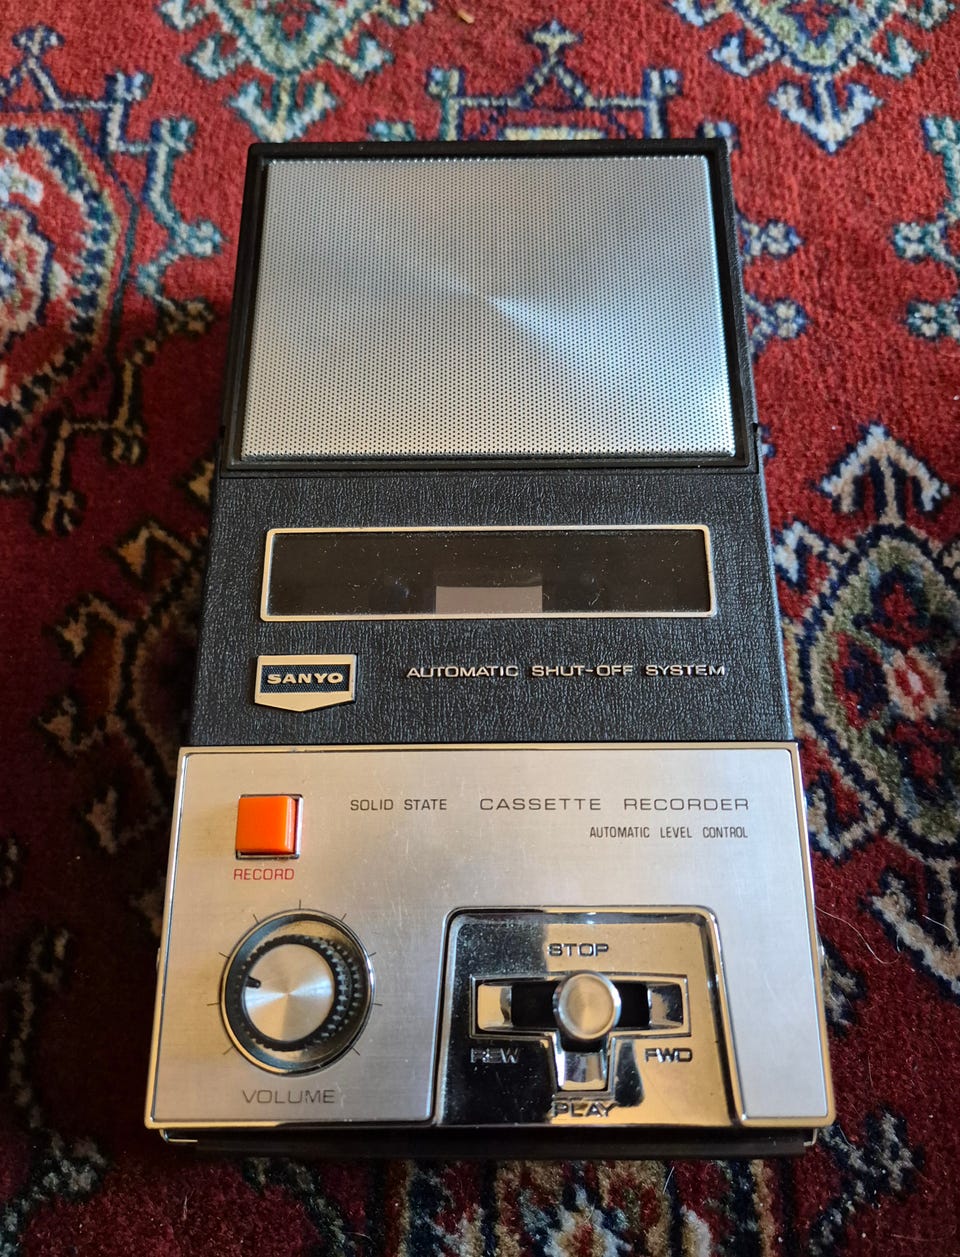 SANYO
AUTOMATIC SHUT-OFF SYSTEM
SOLID STATE CASSETTE RECORDER
AUTOMATIC LEVEL CONTROL
RECORD
VOLUME
STOP
REW
FWD
PLAY